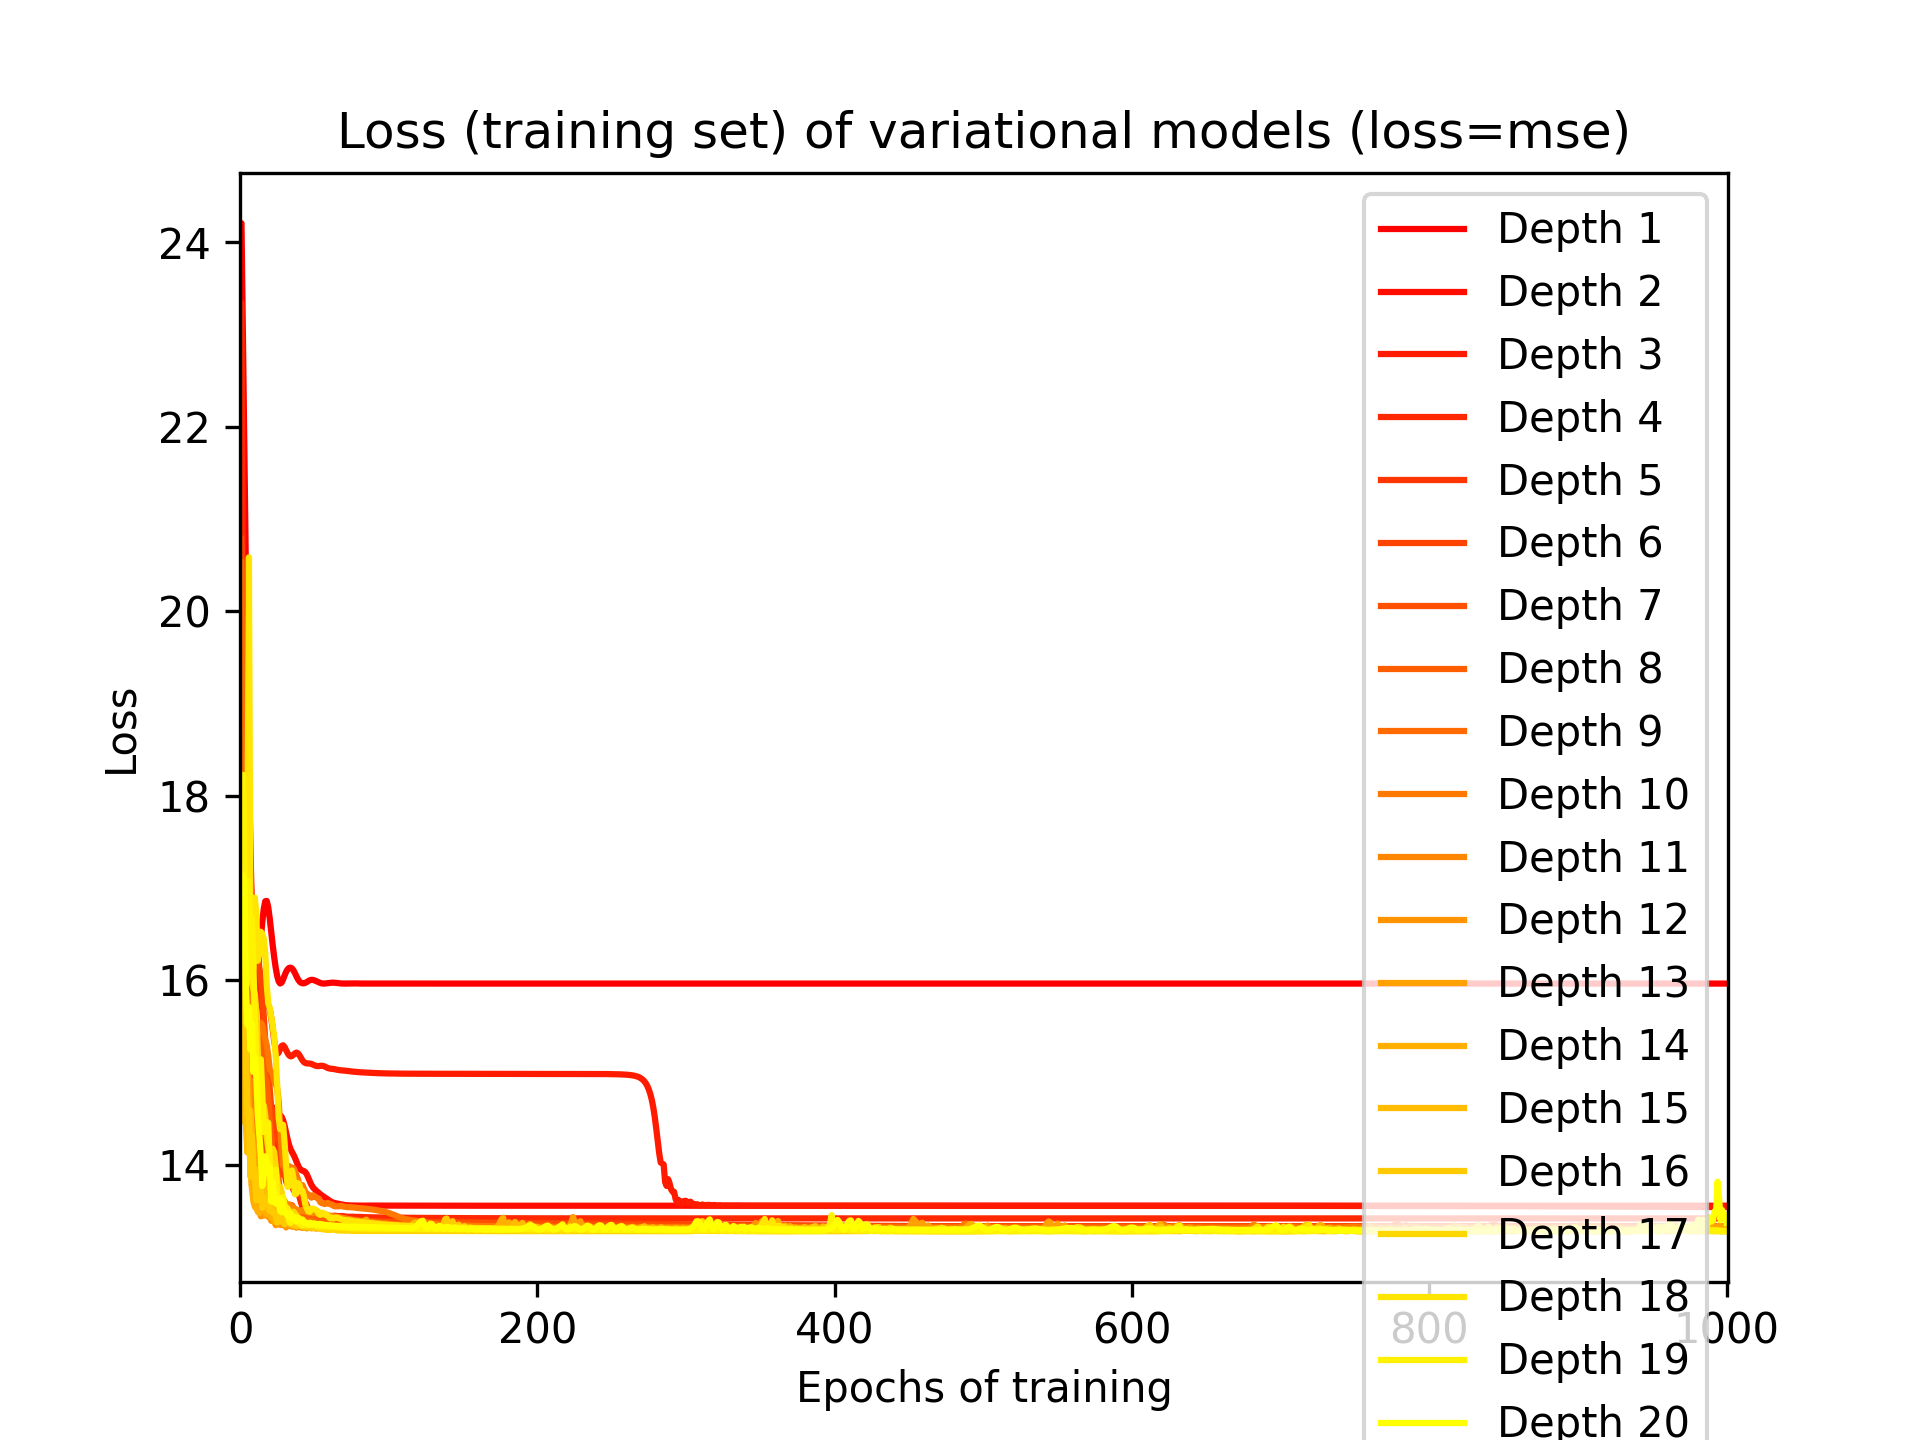 Loss (training set) of variational models (loss=mse)
24
22
20
18
16
14
Loss
0
200
400
600
800
1000
Epochs of training
Depth 1
Depth 2
Depth 3
Depth 4
Depth 5
Depth 6
Depth 7
Depth 8
Depth 9
Depth 10
Depth 11
Depth 12
Depth 13
Depth 14
Depth 15
Depth 16
Depth 17
Depth 18
Depth 19
Depth 20